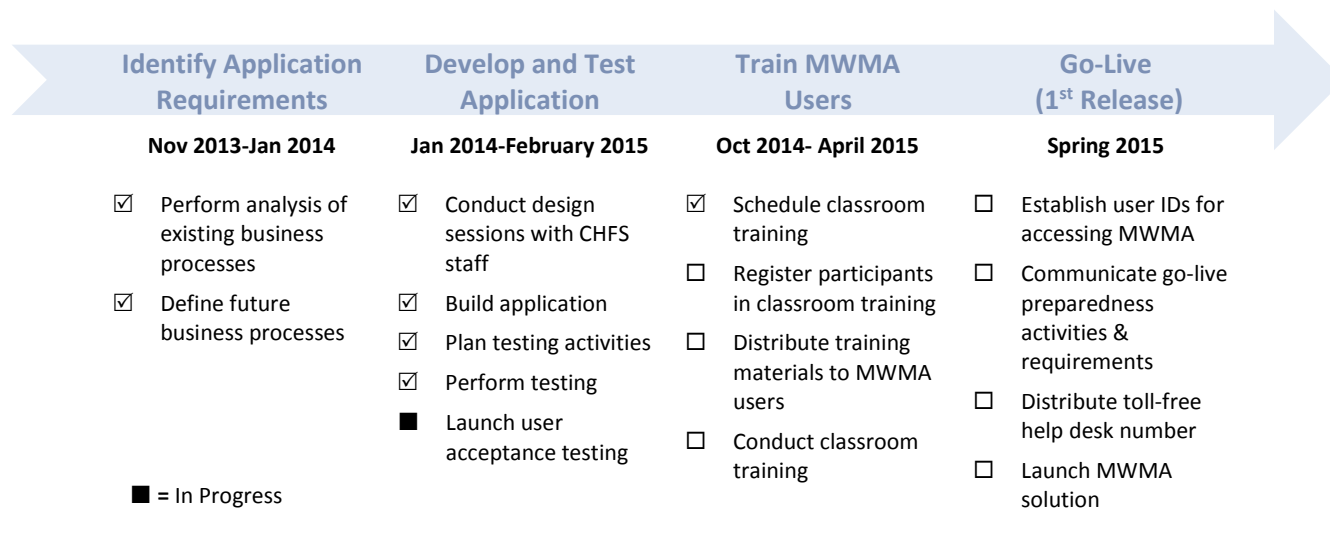 Identify Application
Requirements
Nov 2013-Jan 2014
☑ Perform analysis of
existing business
processes
☑ Define future
business processes
■ = In Progress
Develop and Test
Application
Jan 2014-February 2015
☑ Conduct design
sessions with CHFS
staff
☑ Build application
☑ Plan testing activities
☑ Perform testing
■ Launch user
acceptance testing
Train MWMA
Users
Oct 2014- April 2015
☑ Schedule classroom
training
☐ Register participants
in classroom training
☐ Distribute training
materials to MWMA
users
☐ Conduct classroom
training
Go-Live
(1st Release)
Spring 2015
☐ Establish user IDs for
accessing MWMA
☐ Communicate go-live
preparedness
activities &
requirements
☐ Distribute toll-free
help desk number
☐ Launch MWMA
solution